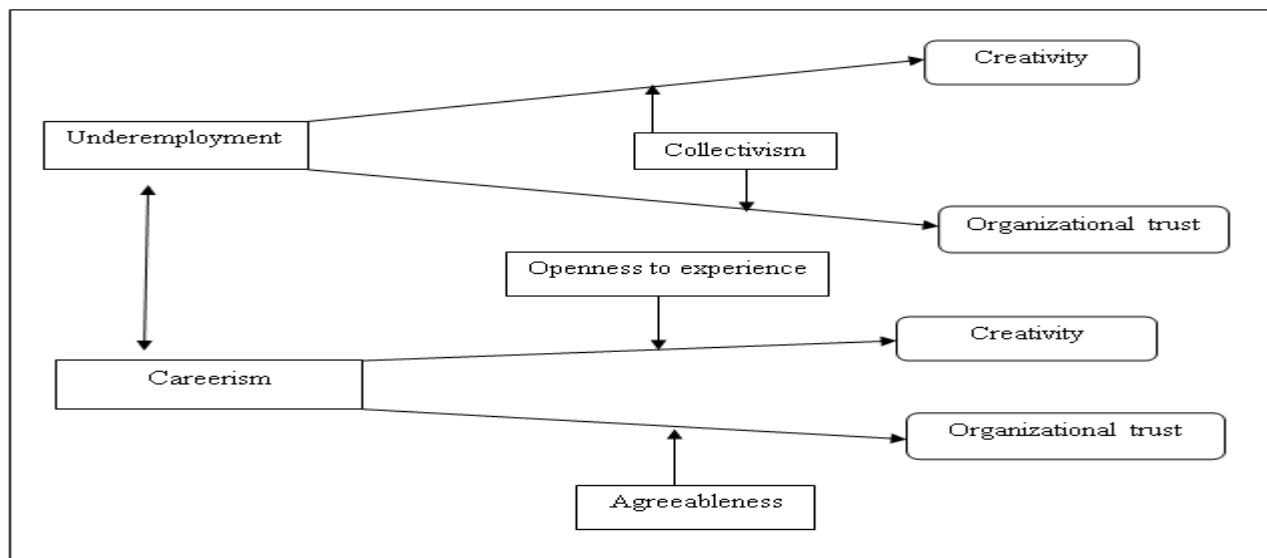 Creativity
Underemployment
Collectivism
Organizational trust
Openness to experience
Creativity
Careerism
Organizational trust
Agreeableness